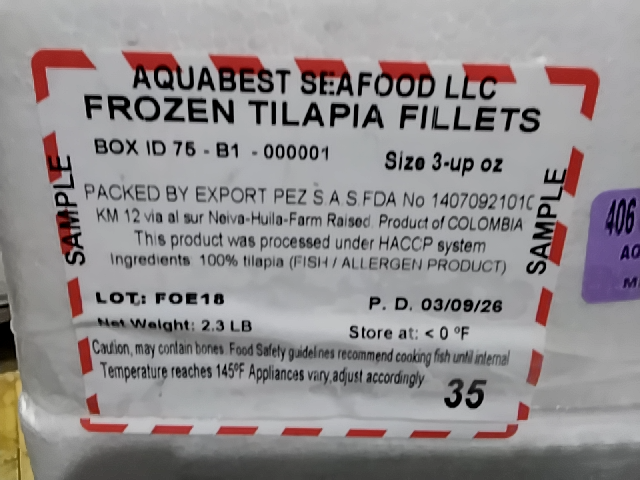 AQUABEST SEAFOOD LLC
FROZEN TILAPIA FILLETS
BOX ID 75 - B1 - 000001
Size 3-up oz
PACKED BY EXPORT PEZ S.A.S.FDA No 1407092101
KM 12 via al sur Neiva-Huila-Farm Raised. Product of COLOMBIA
This product was processed under HACCP system
Ingredients: 100% tilapia (FISH / ALLERGEN PRODUCT)
LOT: FOE18
P. D. 03/09/26
Net Weight: 2.3 LB
Store at: < 0 ºF
Caution, may contain bones. Food Safety guidelines recommend cooking fish until internal
Temperature reaches 145ºF Appliances vary,adjust accordingly
35
SAMPLE
SAMPLE
406